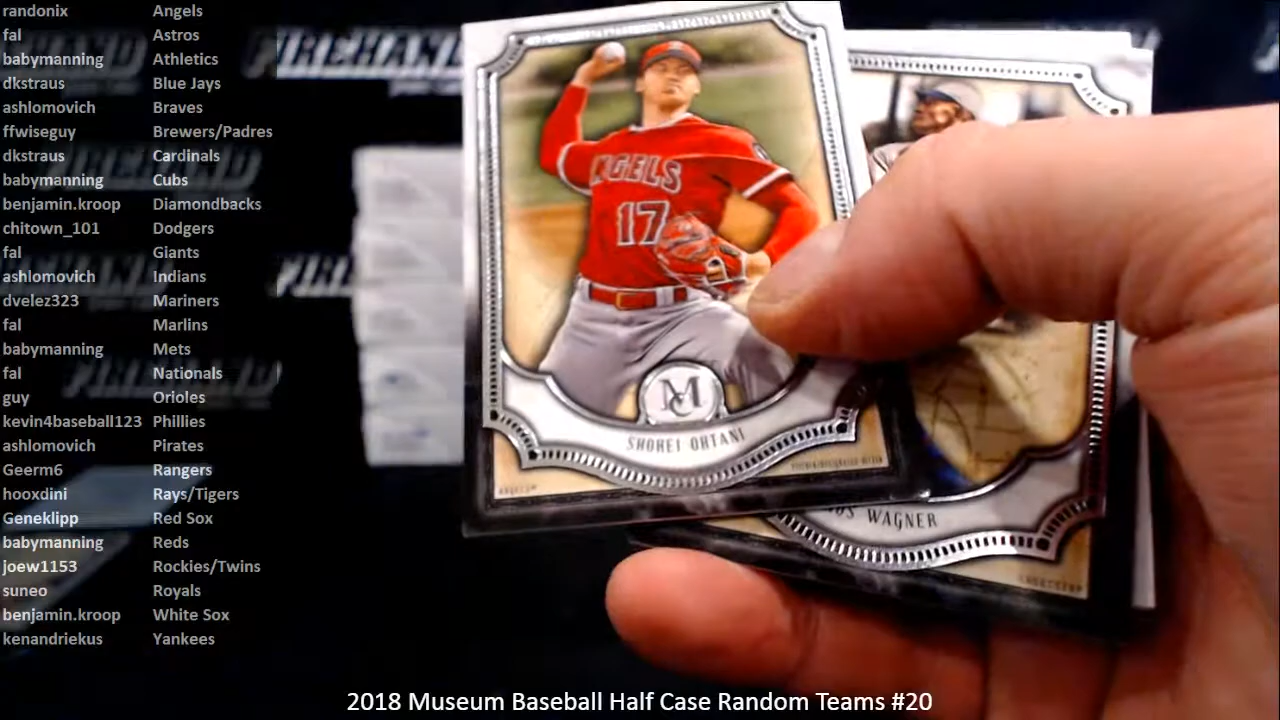 randonix Angels
fal Astros
babymanning Athletics
dkstraus Blue Jays
ashlomovich Braves
ffwiseguy Brewers/Padres
dkstraus Cardinals
babymanning Cubs
benjamin.kroop Diamondbacks
chitown_101 Dodgers
fal Giants
ashlomovich Indians
dvelez323 Mariners
fal Marlins
babymanning Mets
fal Nationals
guy Orioles
kevin4baseball123 Phillies
ashlomovich Pirates
Geerm6 Rangers
hooxdini Rays/Tigers
Geneklipp Red Sox
babymanning Reds
joew1153 Rockies/Twins
suneo Royals
benjamin.kroop White Sox
kenandriekus Yankees
FIREHAND
ANGELS
17
MC
SHOHEI OHTANI
WAGNER
2018 Museum Baseball Half Case Random Teams #20